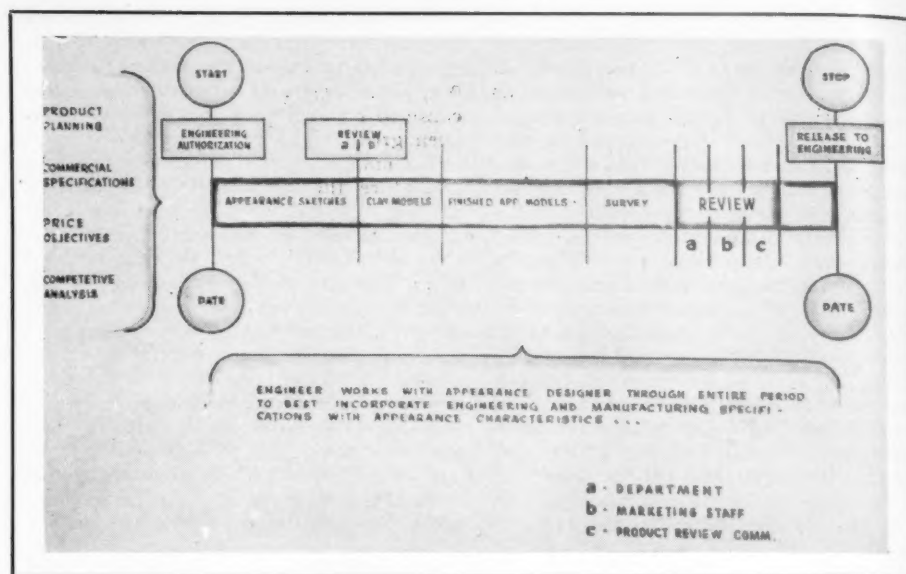 START
STOP
PRODUCT
PLANNING
ENGINEERING
AUTHORIZATION
REVIEW
a | b
RELEASE TO
ENGINEERING
COMMERCIAL
SPECIFICATIONS
APPEARANCE SKETCHES
CLAY MODELS
FINISHED APP. MODELS -
SURVEY
REVIEW
PRICE
OBJECTIVES
a
b
c
COMPETETIVE
ANALYSIS
DATE
DATE
ENGINEER WORKS WITH APPEARANCE DESIGNER THROUGH ENTIRE PERIOD
TO BEST INCORPORATE ENGINEERING AND MANUFACTURING SPECIFI -
CATIONS WITH APPEARANCE CHARACTERISTICS ...
a - DEPARTMENT
b - MARKETING STAFF
c - PRODUCT REVIEW COMM.